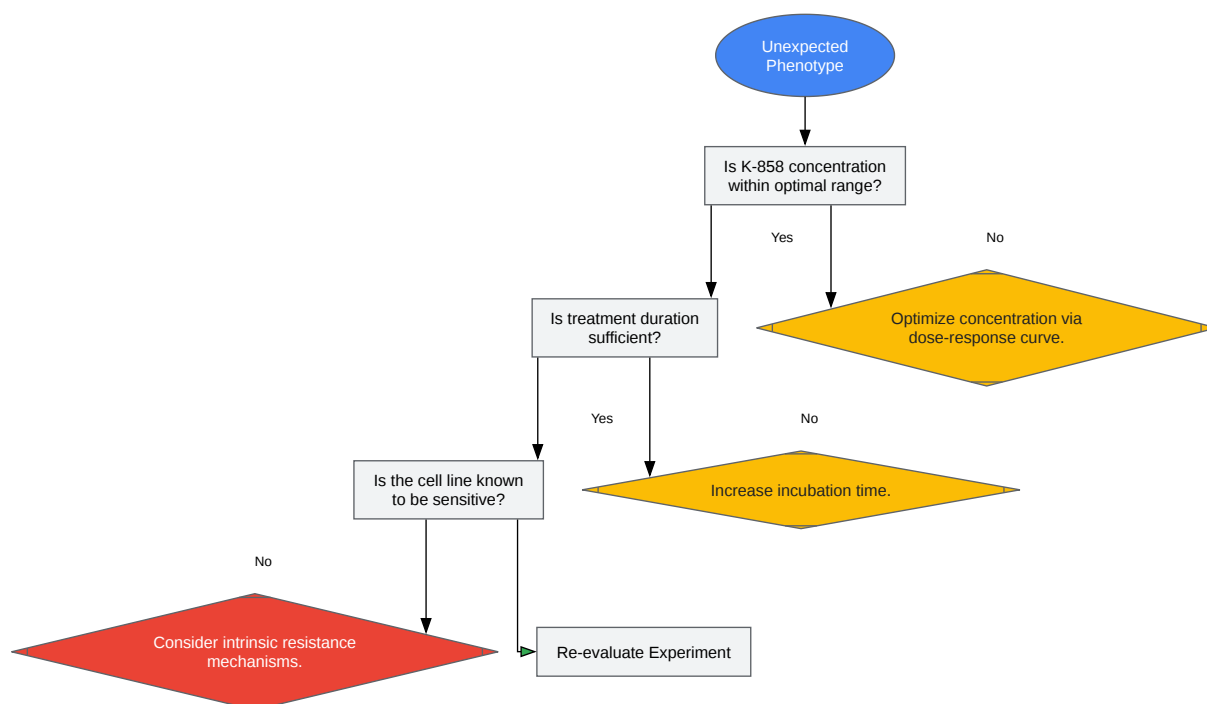 Unexpected
Phenotype
Is K-858 concentration
within optimal range?
Yes
No
Optimize concentration via
dose-response curve.
Is treatment duration
sufficient?
Yes
No
Increase incubation time.
Is the cell line known
to be sensitive?
No
Consider intrinsic resistance
mechanisms.
Re-evaluate Experiment